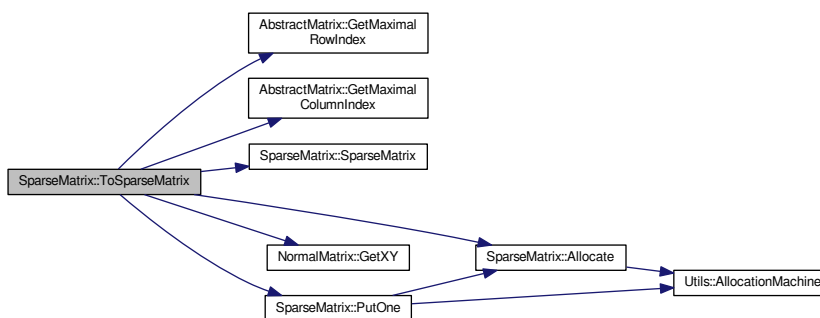 AbstractMatrix::GetMaximal
RowIndex
AbstractMatrix::GetMaximal
ColumnIndex
SparseMatrix::SparseMatrix
SparseMatrix::ToSparseMatrix
NormalMatrix::GetXY
SparseMatrix::Allocate
Utils::AllocationMachine
SparseMatrix::PutOne